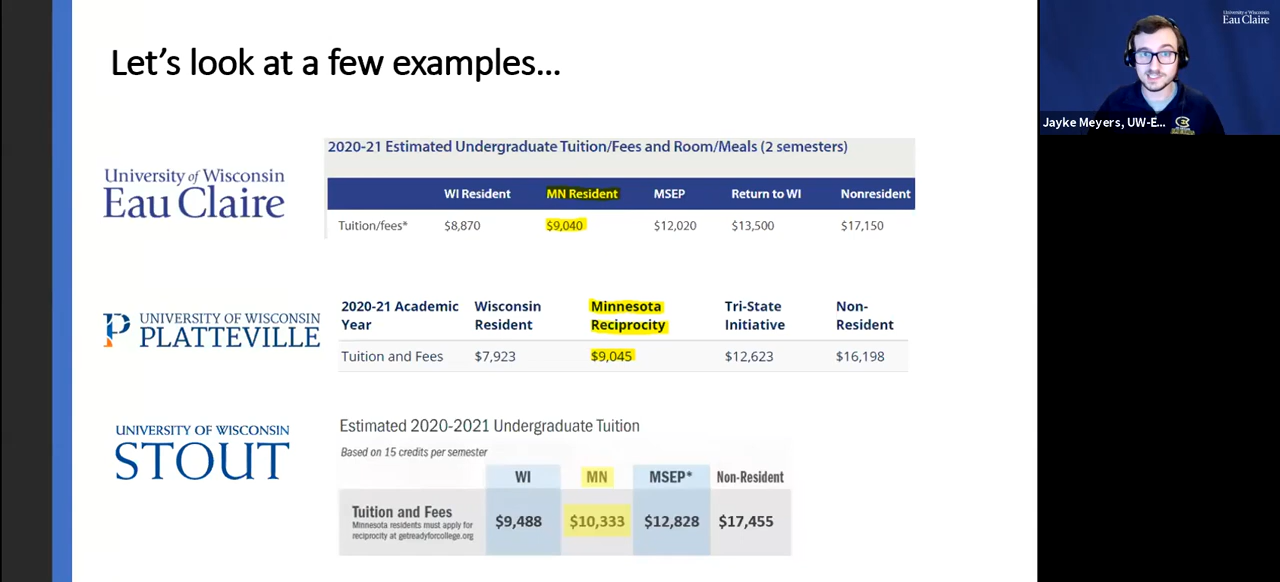 Let's look at a few examples...
University of Wisconsin
Eau Claire
Jayke Meyers, UW-E...
University of Wisconsin
Eau Claire
2020-21 Estimated Undergraduate Tuition/Fees and Room/Meals (2 semesters)
WI Resident MN Resident MSEP Return to WI Nonresident
Tuition/fees* $8,870 $9,040 $12,020 $13,500 $17,150
UNIVERSITY OF WISCONSIN
PLATTEVILLE
2020-21 Academic Year Wisconsin Resident Minnesota Reciprocity Tri-State Initiative Non-Resident
Tuition and Fees $7,923 $9,045 $12,623 $16,198
UNIVERSITY OF WISCONSIN
STOUT
Estimated 2020-2021 Undergraduate Tuition
Based on 15 credits per semester
WI MN MSEP* Non-Resident
Tuition and Fees $9,488 $10,333 $12,828 $17,455
Minnesota residents must apply for
reciprocity at getreadyforcollege.org